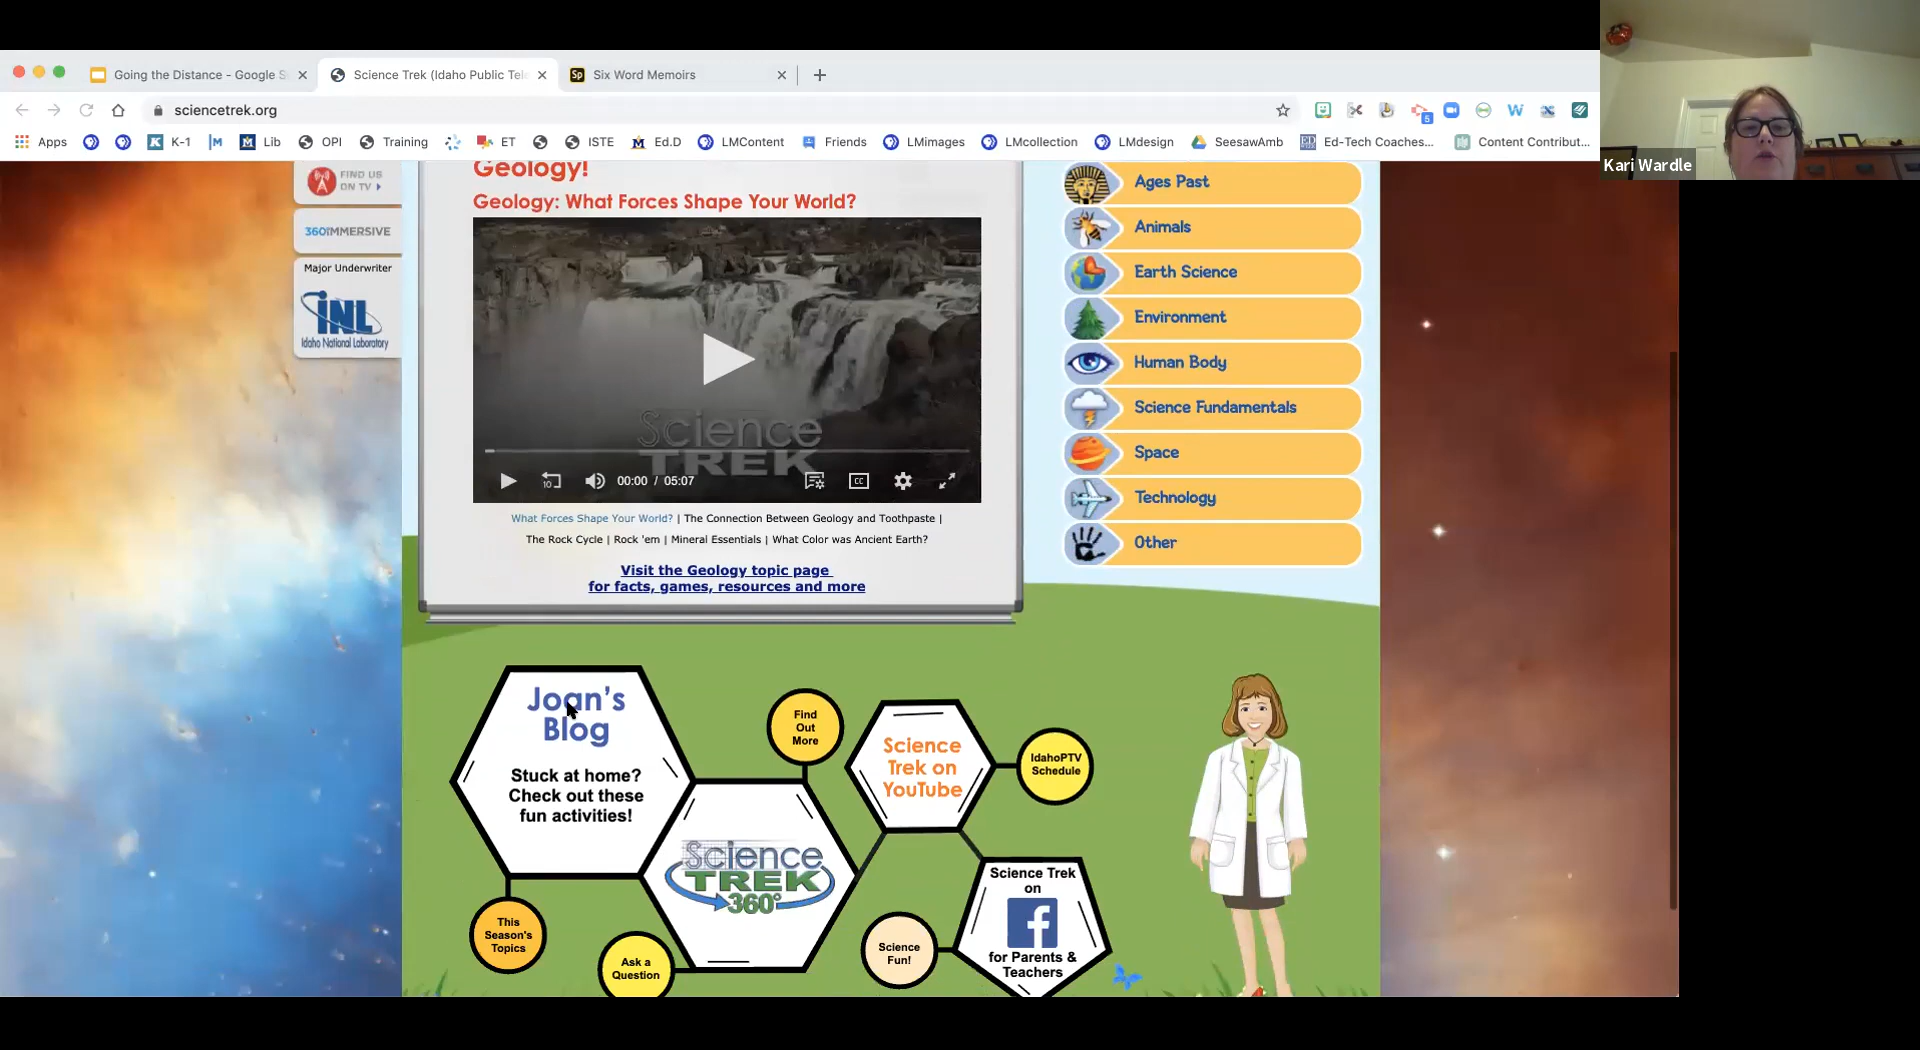 Going the Distance - Google S
Science Trek (Idaho Public Tele
Sp
Six Word Memoirs
sciencetrek.org
5
W
Apps
K
K-1
M
Lib
OPI
Training
ET
ISTE
Ed.D
LMContent
Friends
LMimages
LMcollection
LMdesign
SeesawAmb
Ed-Tech Coaches...
Content Contribut...
Kari Wardle
FIND US
ON TV
360IMMERSIVE
Major Underwriter
INL
Idaho National Laboratory
Geology!
Geology: What Forces Shape Your World?
Science
TREK
10
00:00 / 05:07
CC
What Forces Shape Your World? | The Connection Between Geology and Toothpaste |
The Rock Cycle | Rock 'em | Mineral Essentials | What Color was Ancient Earth?
Visit the Geology topic page
for facts, games, resources and more
Ages Past
Animals
Earth Science
Environment
Human Body
Science Fundamentals
Space
Technology
Other
Joan's
Blog
Stuck at home?
Check out these
fun activities!
This
Season's
Topics
Find
Out
More
Science
TREK
360°
Ask a
Question
Science
Trek on
YouTube
IdahoPTV
Schedule
Science
Fun!
Science Trek
on
f
for Parents &
Teachers